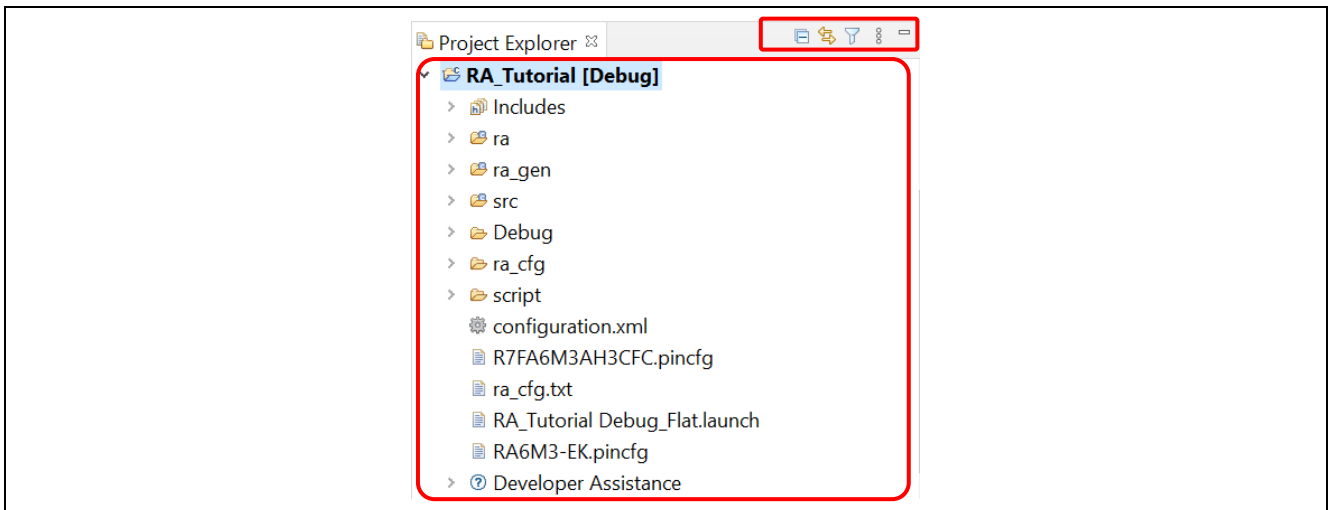 Project Explorer
RA_Tutorial [Debug]
Includes
ra
ra_gen
src
Debug
ra_cfg
script
configuration.xml
R7FA6M3AH3CFC.pincfg
ra_cfg.txt
RA_Tutorial Debug_Flat.launch
RA6M3-EK.pincfg
Developer Assistance